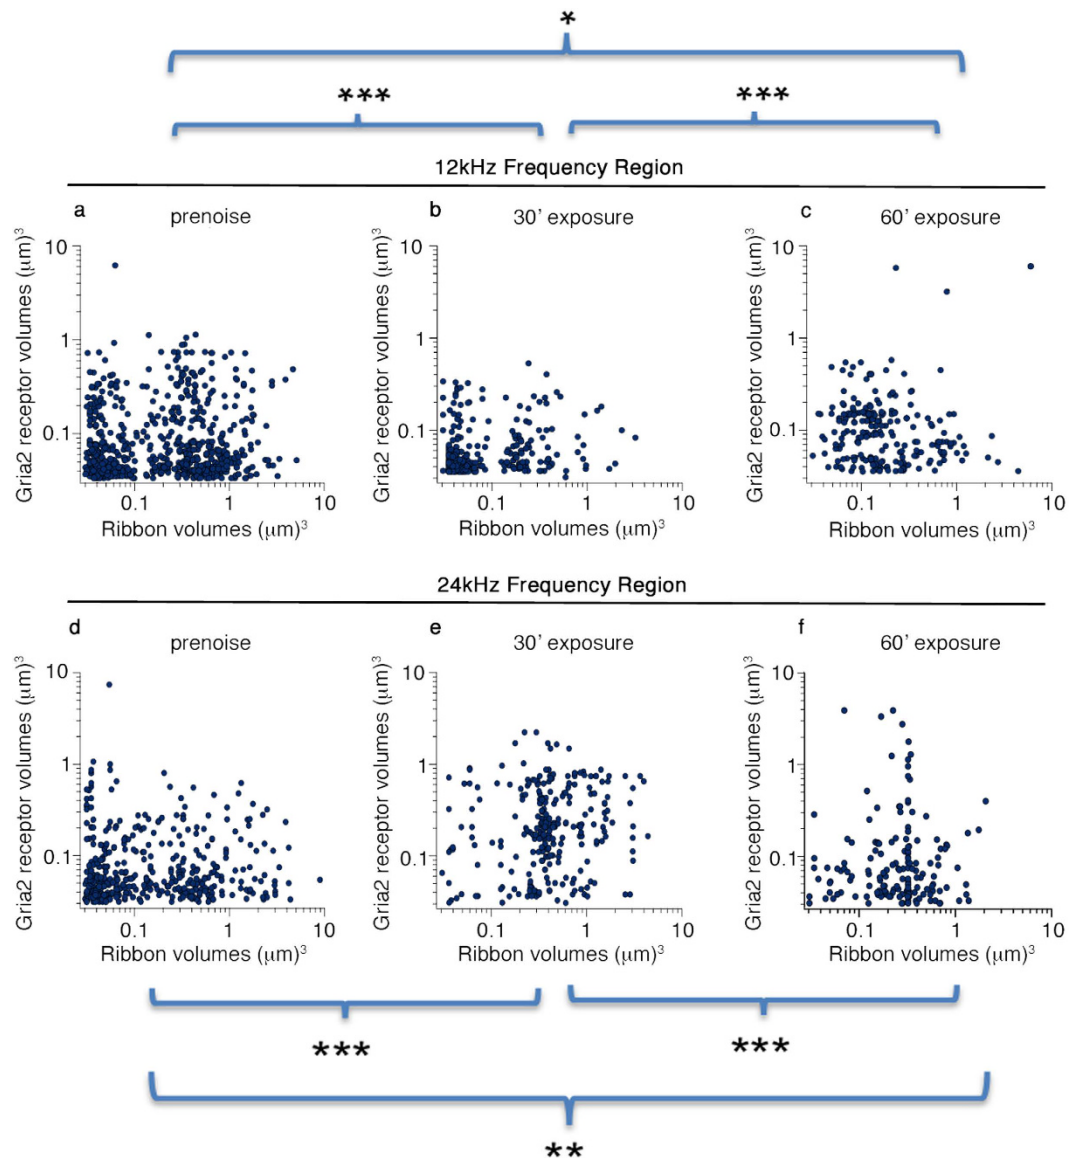 *
*** ***
12kHz Frequency Region
a b c
prenoise 30' exposure 60' exposure
Gria2 receptor volumes (μm)³ Gria2 receptor volumes (μm)³ Gria2 receptor volumes (μm)³
10 10 10
1 1 1
0.1 0.1 0.1
0.1 1 10 0.1 1 10 0.1 1 10
Ribbon volumes (μm)³ Ribbon volumes (μm)³ Ribbon volumes (μm)³
24kHz Frequency Region
d e f
prenoise 30' exposure 60' exposure
Gria2 receptor volumes (μm)³ Gria2 receptor volumes (μm)³ Gria2 receptor volumes (μm)³
10 10 10
1 1 1
0.1 0.1 0.1
0.1 1 10 0.1 1 10 0.1 1 10
Ribbon volumes (μm)³ Ribbon volumes (μm)³ Ribbon volumes (μm)³
*** ***
**